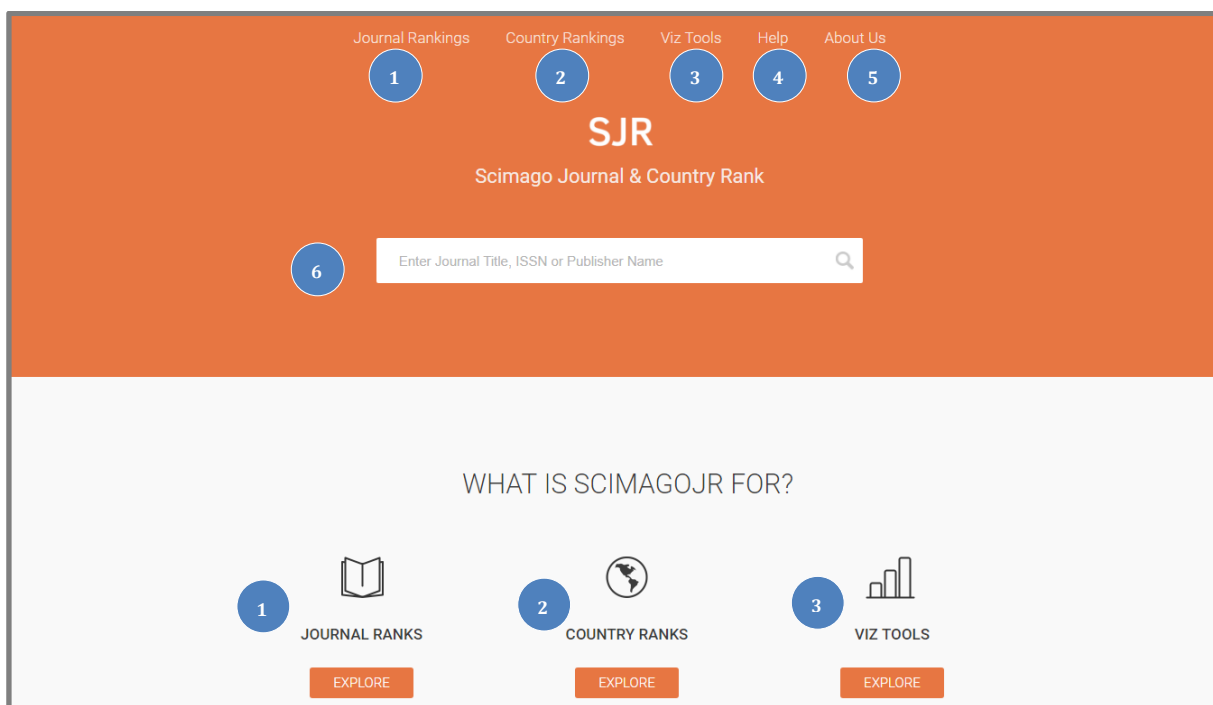 Journal Rankings Country Rankings Viz Tools Help About Us
1 2 3 4 5
SJR
Scimago Journal & Country Rank
6 Enter Journal Title, ISSN or Publisher Name
WHAT IS SCIMAGOJR FOR?
1 2 3
JOURNAL RANKS COUNTRY RANKS VIZ TOOLS
EXPLORE EXPLORE EXPLORE